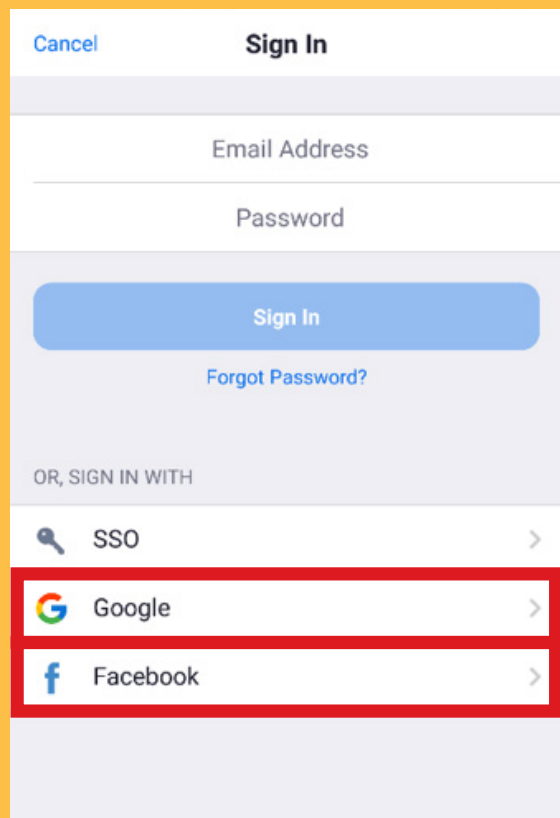 Cancel Sign In
Email Address
Password
Sign In
Forgot Password?
OR, SIGN IN WITH
SSO
Google
Facebook